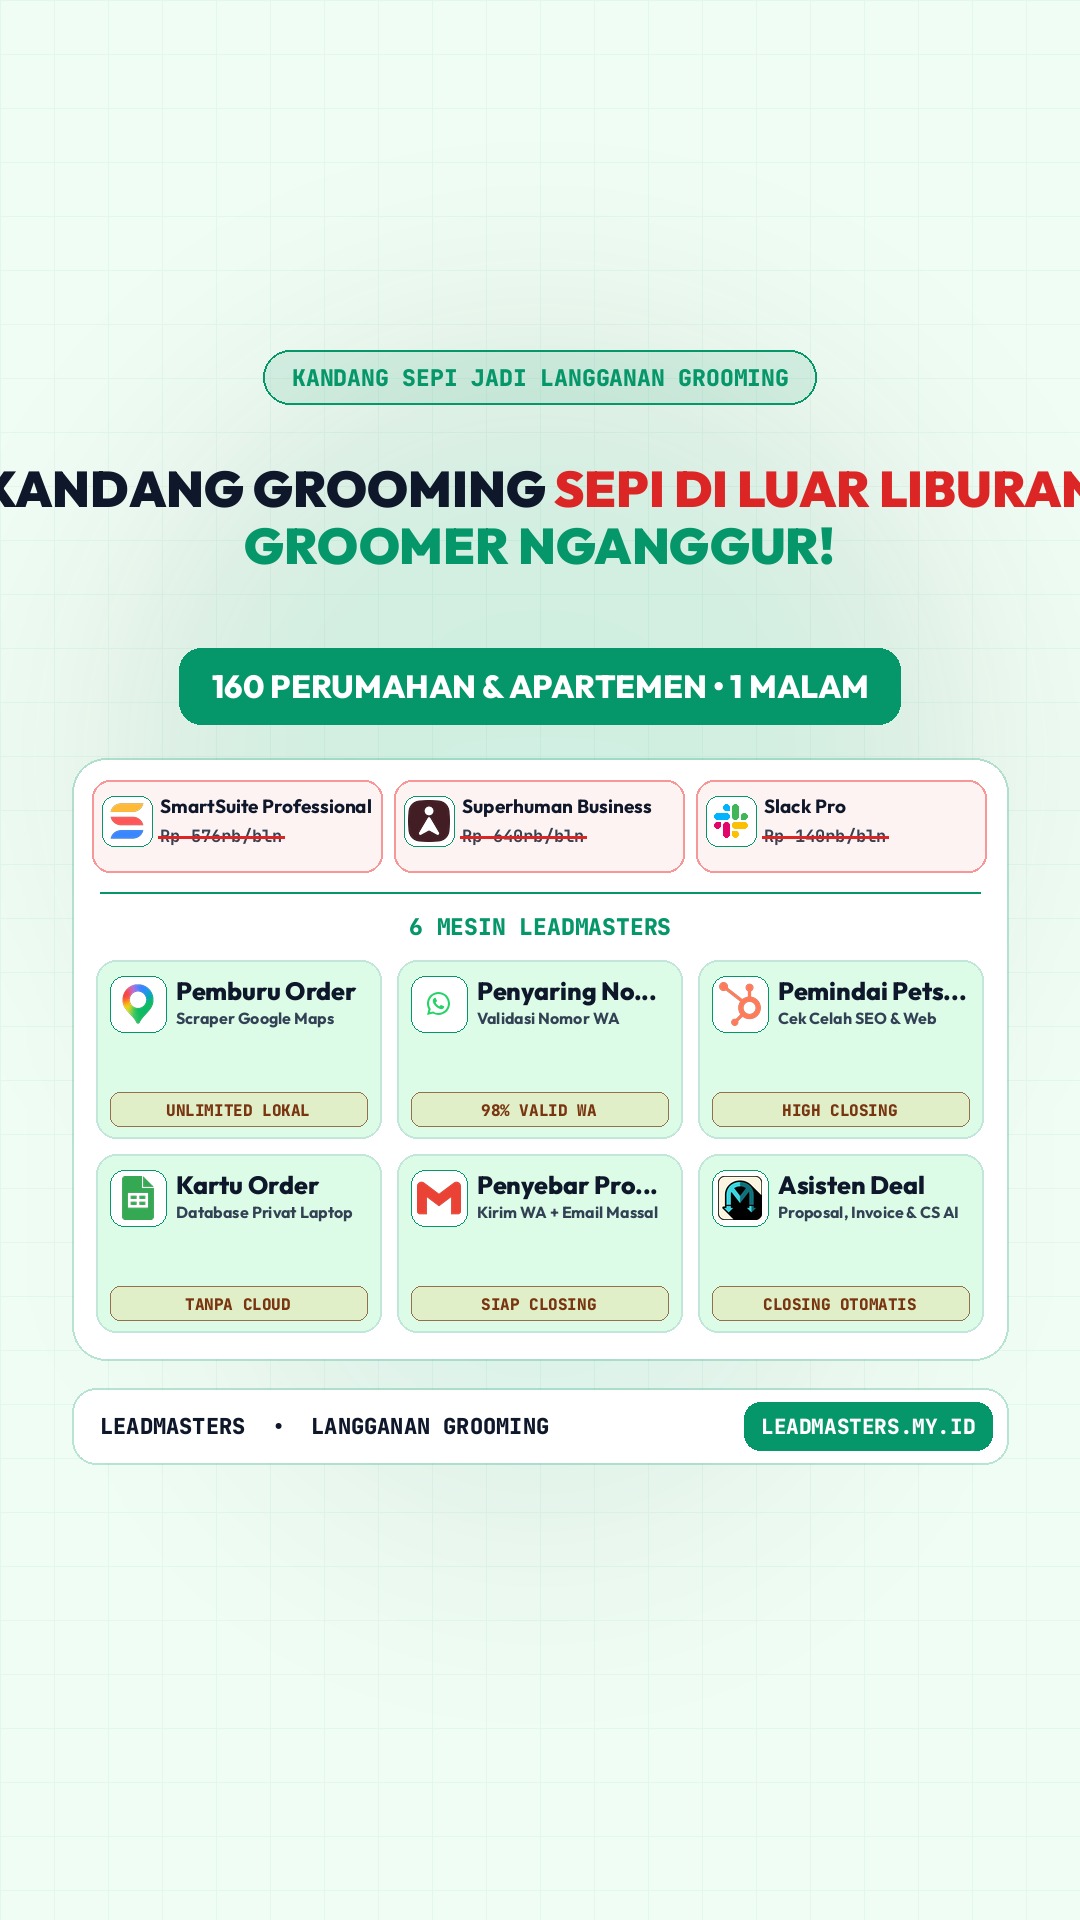 KANDANG SEPI JADI LANGGANAN GROOMING
KANDANG GROOMING SEPI DI LUAR LIBURAN
GROOMER NGANGGUR!
160 PERUMAHAN & APARTEMEN • 1 MALAM
SmartSuite Professional
Rp 576rb/bln
Superhuman Business
Rp 640rb/bln
Slack Pro
Rp 140rb/bln
6 MESIN LEADMASTERS
Pemburu Order
Scraper Google Maps
UNLIMITED LOKAL
Penyaring No...
Validasi Nomor WA
98% VALID WA
Pemindai Pets...
Cek Celah SEO & Web
HIGH CLOSING
Kartu Order
Database Privat Laptop
TANPA CLOUD
Penyebar Pro...
Kirim WA + Email Massal
SIAP CLOSING
Asisten Deal
Proposal, Invoice & CS AI
CLOSING OTOMATIS
LEADMASTERS • LANGGANAN GROOMING
LEADMASTERS.MY.ID